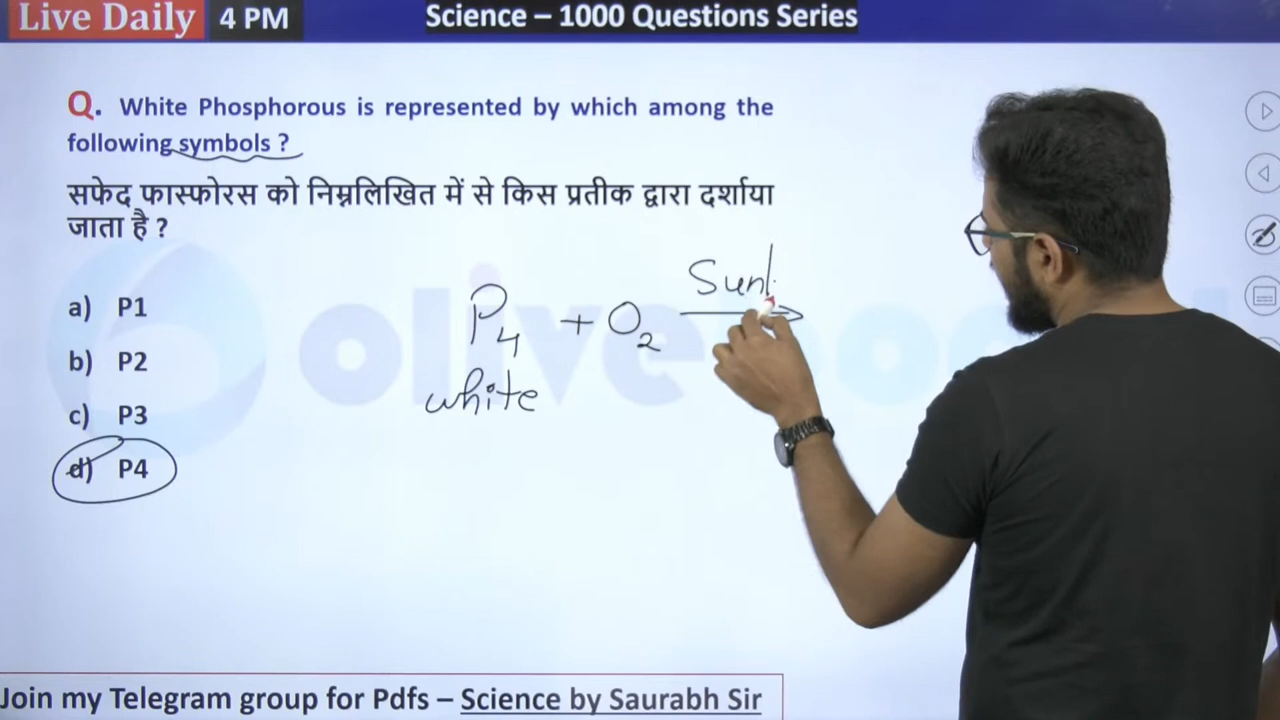 Live Daily 4 PM Science – 1000 Questions Series
Q. White Phosphorous is represented by which among the
following symbols ?
सफेद फास्फोरस को निम्नलिखित में से किस प्रतीक द्वारा दर्शाया
जाता है ?
a) P1
b) P2
c) P3
d) P4
P4 + O2 Sunl
white
olive
Join my Telegram group for Pdfs – Science by Saurabh Sir